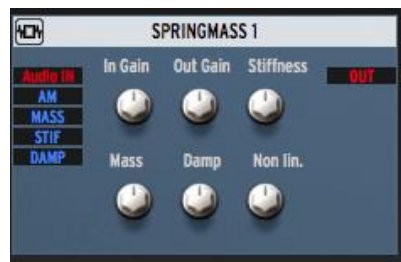 SPRINGMASS 1
In Gain Out Gain Stiffness
Audio IN
OUT
AM
MASS
STIF
DAMP
Mass Damp Non lin.